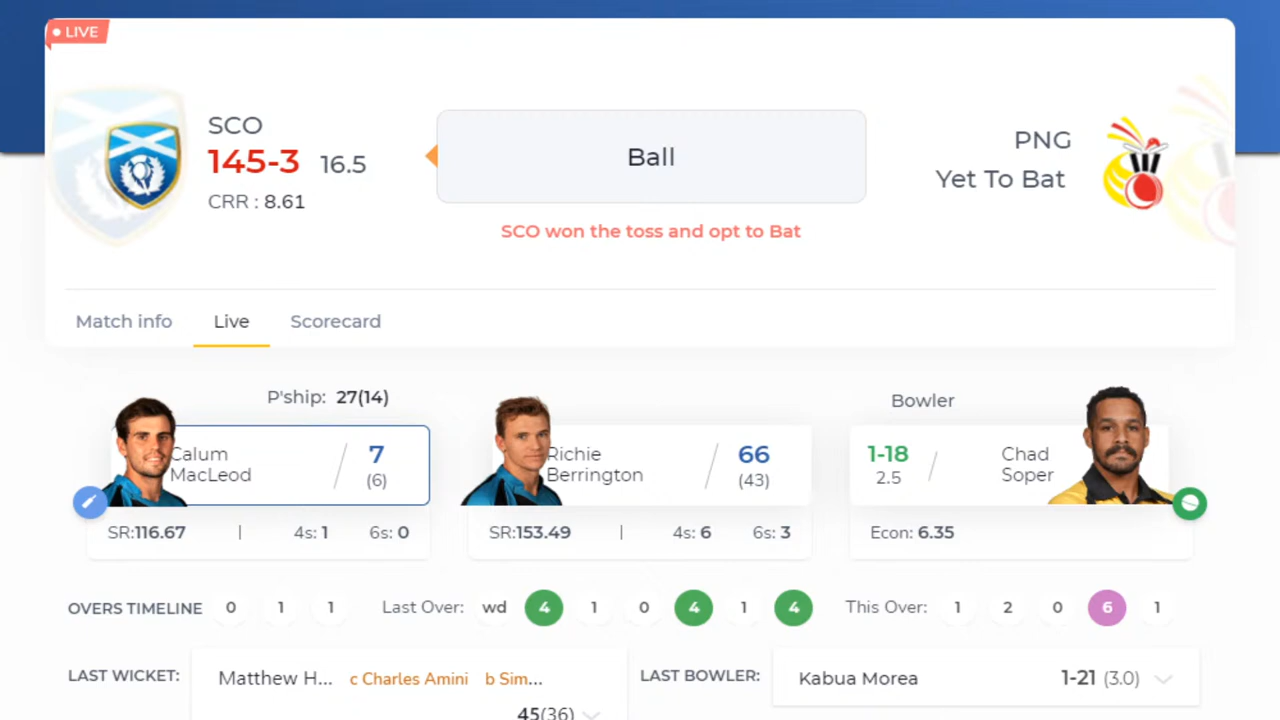 LIVE
SCO
145-3 16.5
CRR : 8.61
Ball
SCO won the toss and opt to Bat
PNG
Yet To Bat
Match info Live Scorecard
P'ship: 27(14)
Calum
MacLeod
7
(6)
SR:116.67 | 4s: 1 6s: 0
Richie
Berrington
66
(43)
SR:153.49 | 4s: 6 6s: 3
Bowler
1-18
2.5
Chad
Soper
Econ: 6.35
OVERS TIMELINE 0 1 1 Last Over: wd 4 1 0 4 1 4 This Over: 1 2 0 6 1
LAST WICKET: Matthew H... c Charles Amini b Sim...
45(36)
LAST BOWLER: Kabua Morea 1-21 (3.0)